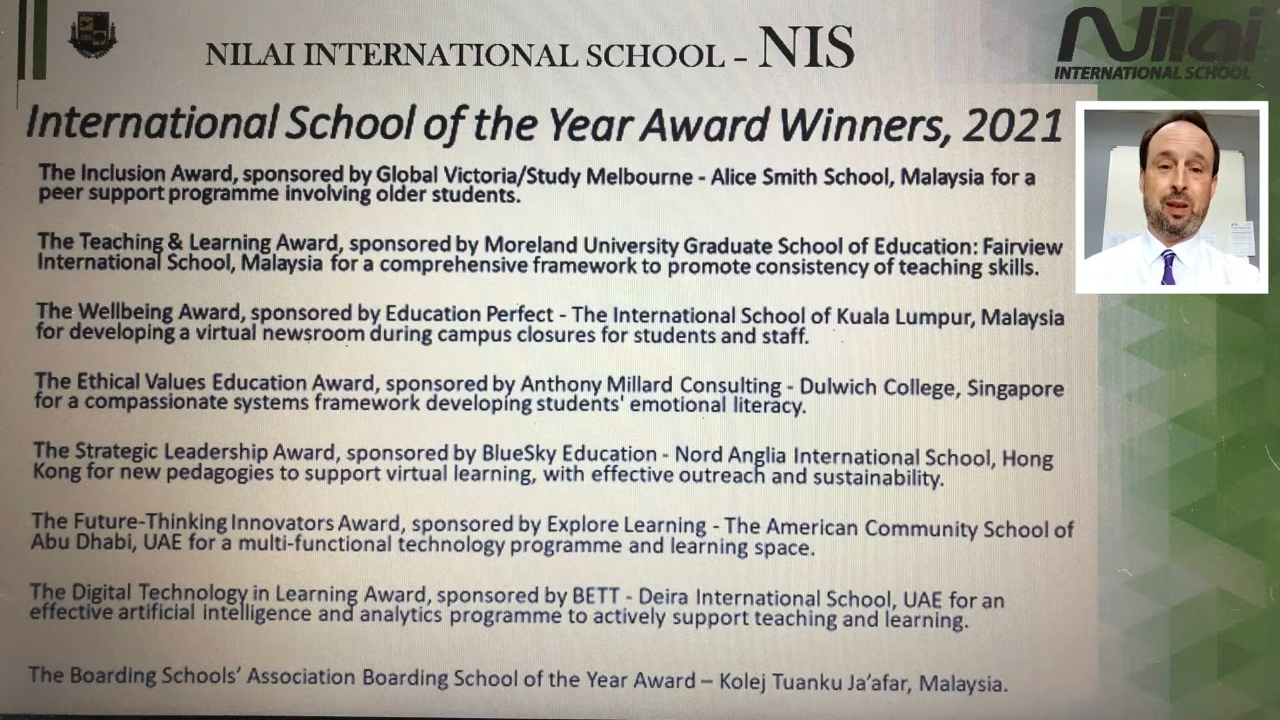 NILAI INTERNATIONAL SCHOOL – NIS
Nilai
INTERNATIONAL SCHOOL
International School of the Year Award Winners, 2021
The Inclusion Award, sponsored by Global Victoria/Study Melbourne - Alice Smith School, Malaysia for a
peer support programme involving older students.
The Teaching & Learning Award, sponsored by Moreland University Graduate School of Education: Fairview
International School, Malaysia for a comprehensive framework to promote consistency of teaching skills.
The Wellbeing Award, sponsored by Education Perfect - The International School of Kuala Lumpur, Malaysia
for developing a virtual newsroom during campus closures for students and staff.
The Ethical Values Education Award, sponsored by Anthony Millard Consulting - Dulwich College, Singapore
for a compassionate systems framework developing students' emotional literacy.
The Strategic Leadership Award, sponsored by BlueSky Education - Nord Anglia International School, Hong
Kong for new pedagogies to support virtual learning, with effective outreach and sustainability.
The Future-Thinking Innovators Award, sponsored by Explore Learning - The American Community School of
Abu Dhabi, UAE for a multi-functional technology programme and learning space.
The Digital Technology in Learning Award, sponsored by BETT - Deira International School, UAE for an
effective artificial intelligence and analytics programme to actively support teaching and learning.
The Boarding Schools’ Association Boarding School of the Year Award – Kolej Tuanku Ja’afar, Malaysia.